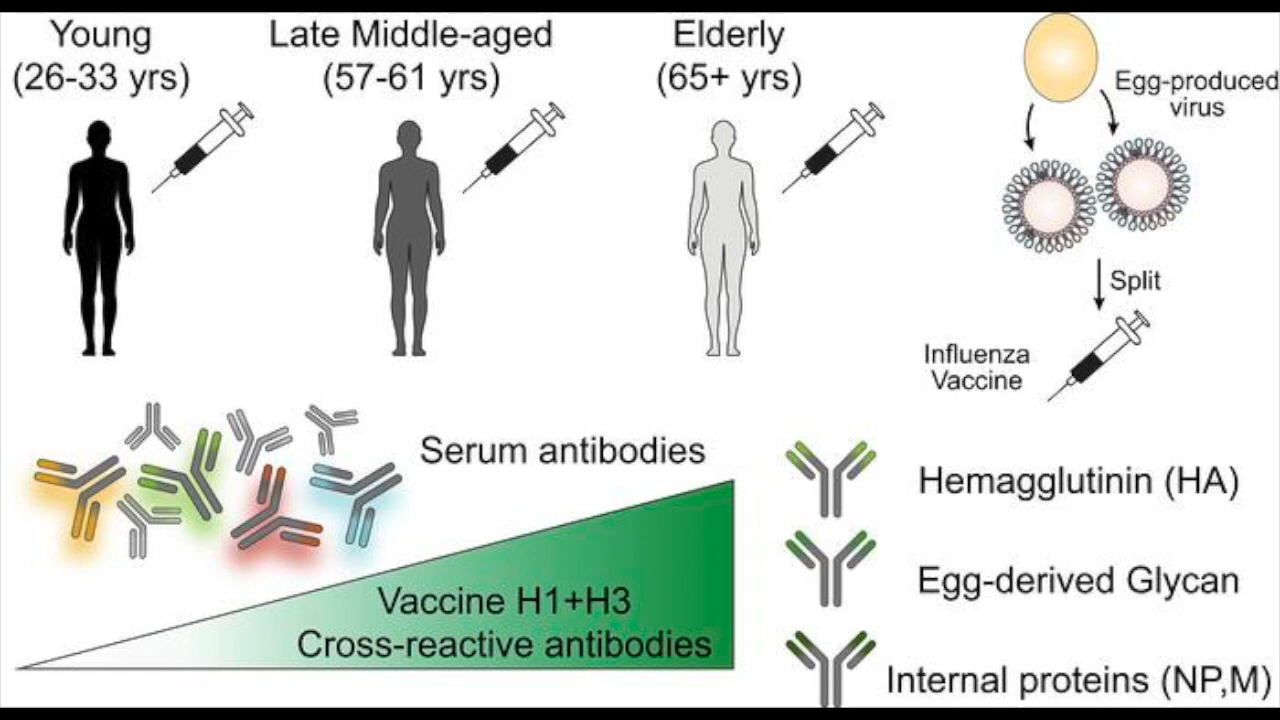 Young
(26-33 yrs)
Late Middle-aged
(57-61 yrs)
Elderly
(65+ yrs)
Egg-produced
virus
Split
Influenza
Vaccine
Serum antibodies
Vaccine H1+H3
Cross-reactive antibodies
Hemagglutinin (HA)
Egg-derived Glycan
Internal proteins (NP,M)